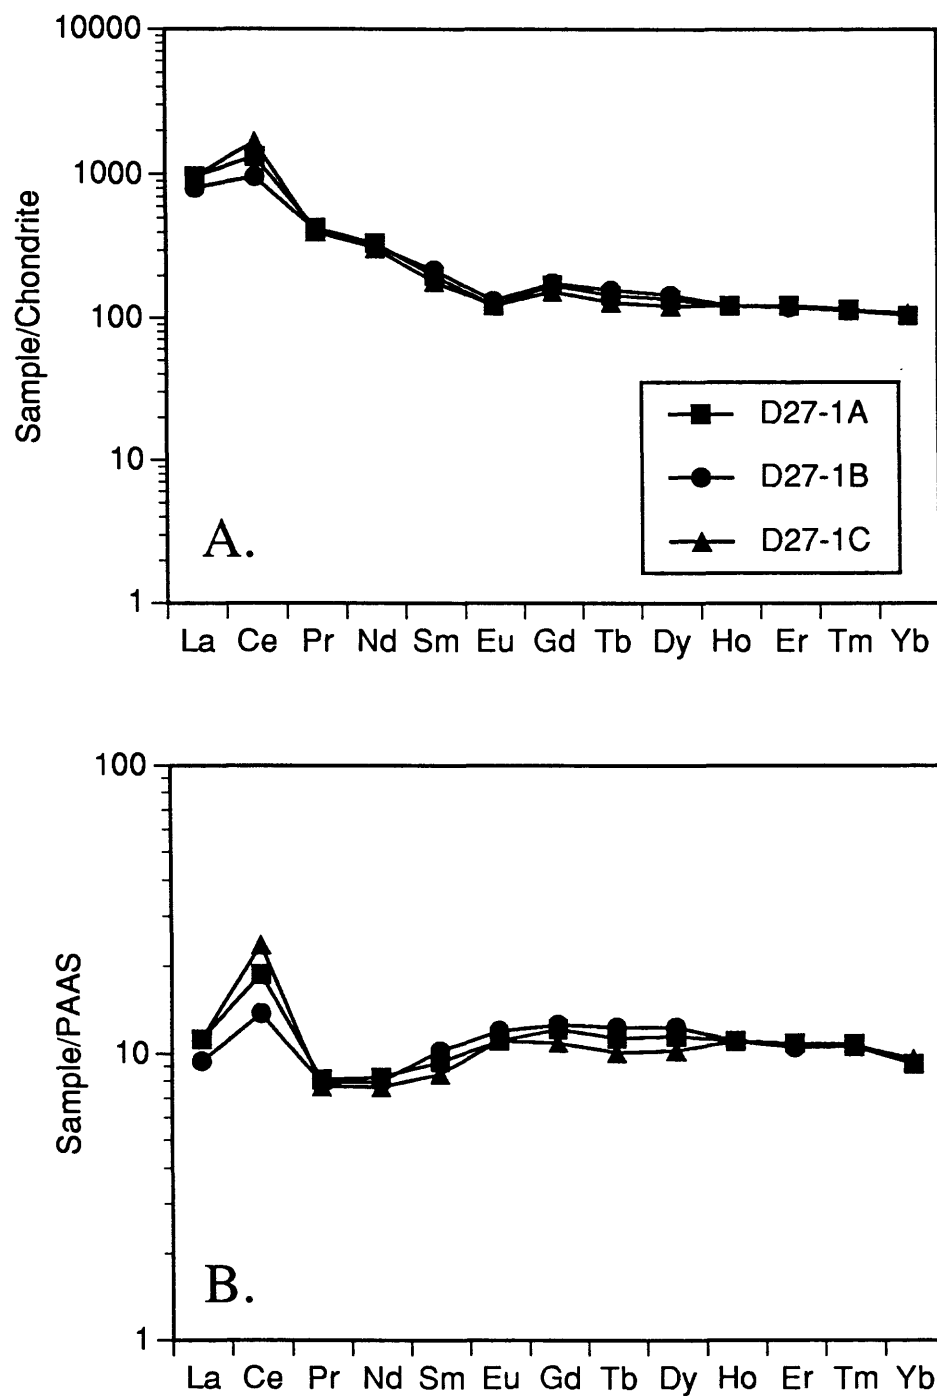 10000
1000
100
10
1
Sample/Chondrite
D27-1A
D27-1B
D27-1C
A.
La Ce Pr Nd Sm Eu Gd Tb Dy Ho Er Tm Yb
100
10
1
Sample/PAAS
B.
La Ce Pr Nd Sm Eu Gd Tb Dy Ho Er Tm Yb